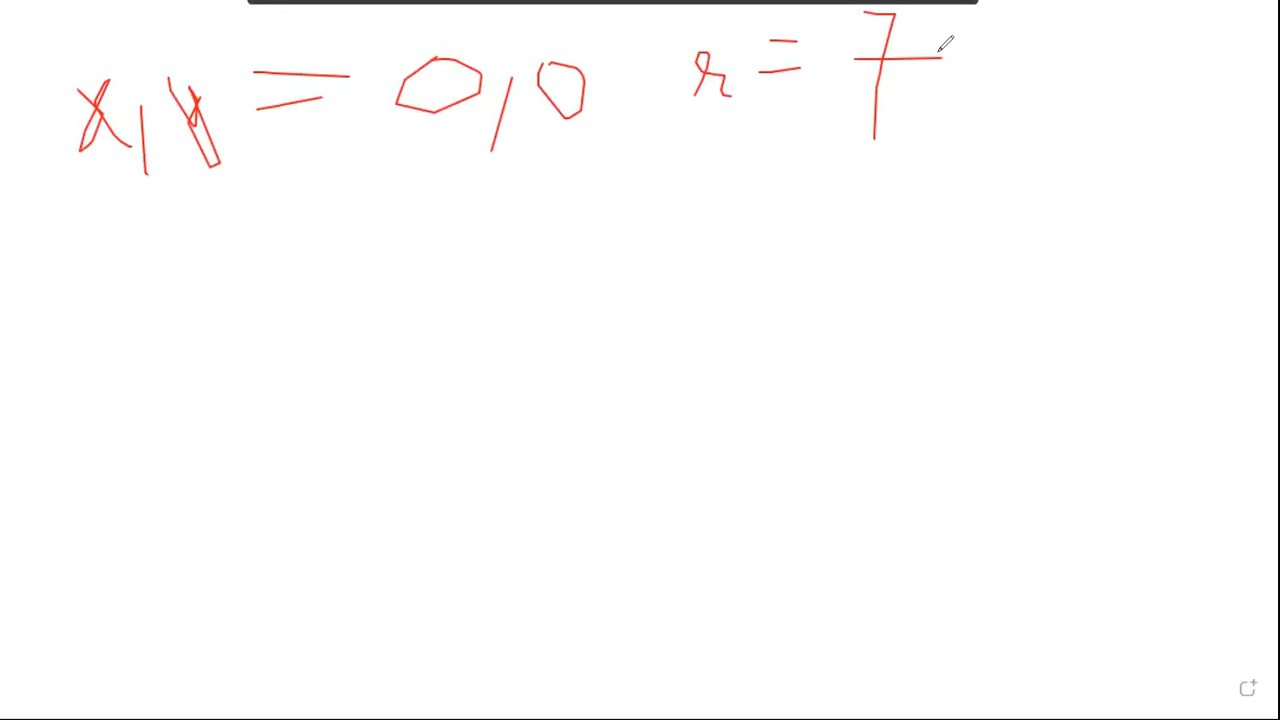 x,y = 0,0 r = 7